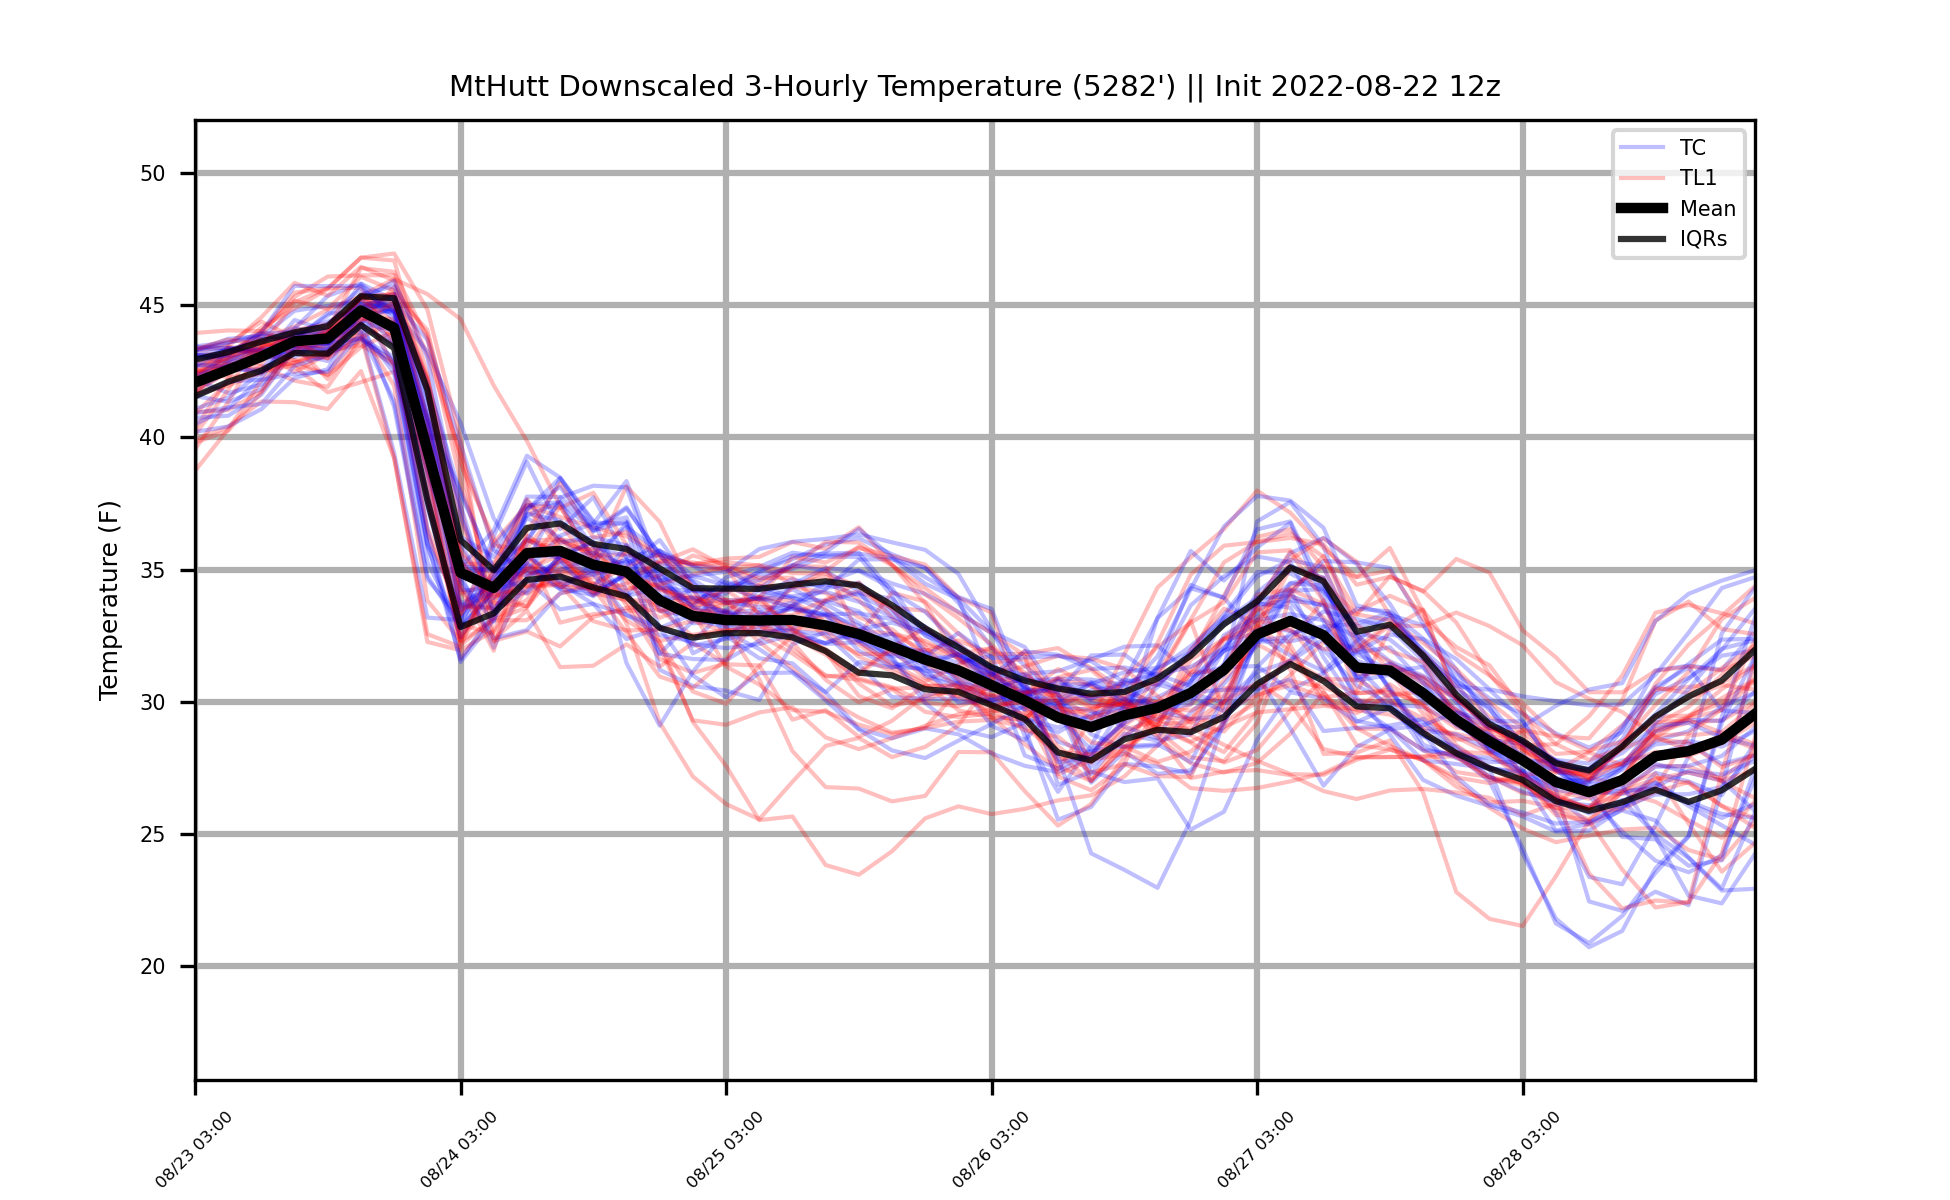 MtHutt Downscaled 3-Hourly Temperature (5282') || Init 2022-08-22 12z
TC
TL1
Mean
IQRs
Temperature (F)
50
45
40
35
30
25
20
08/23 03:00
08/24 03:00
08/25 03:00
08/26 03:00
08/27 03:00
08/28 03:00